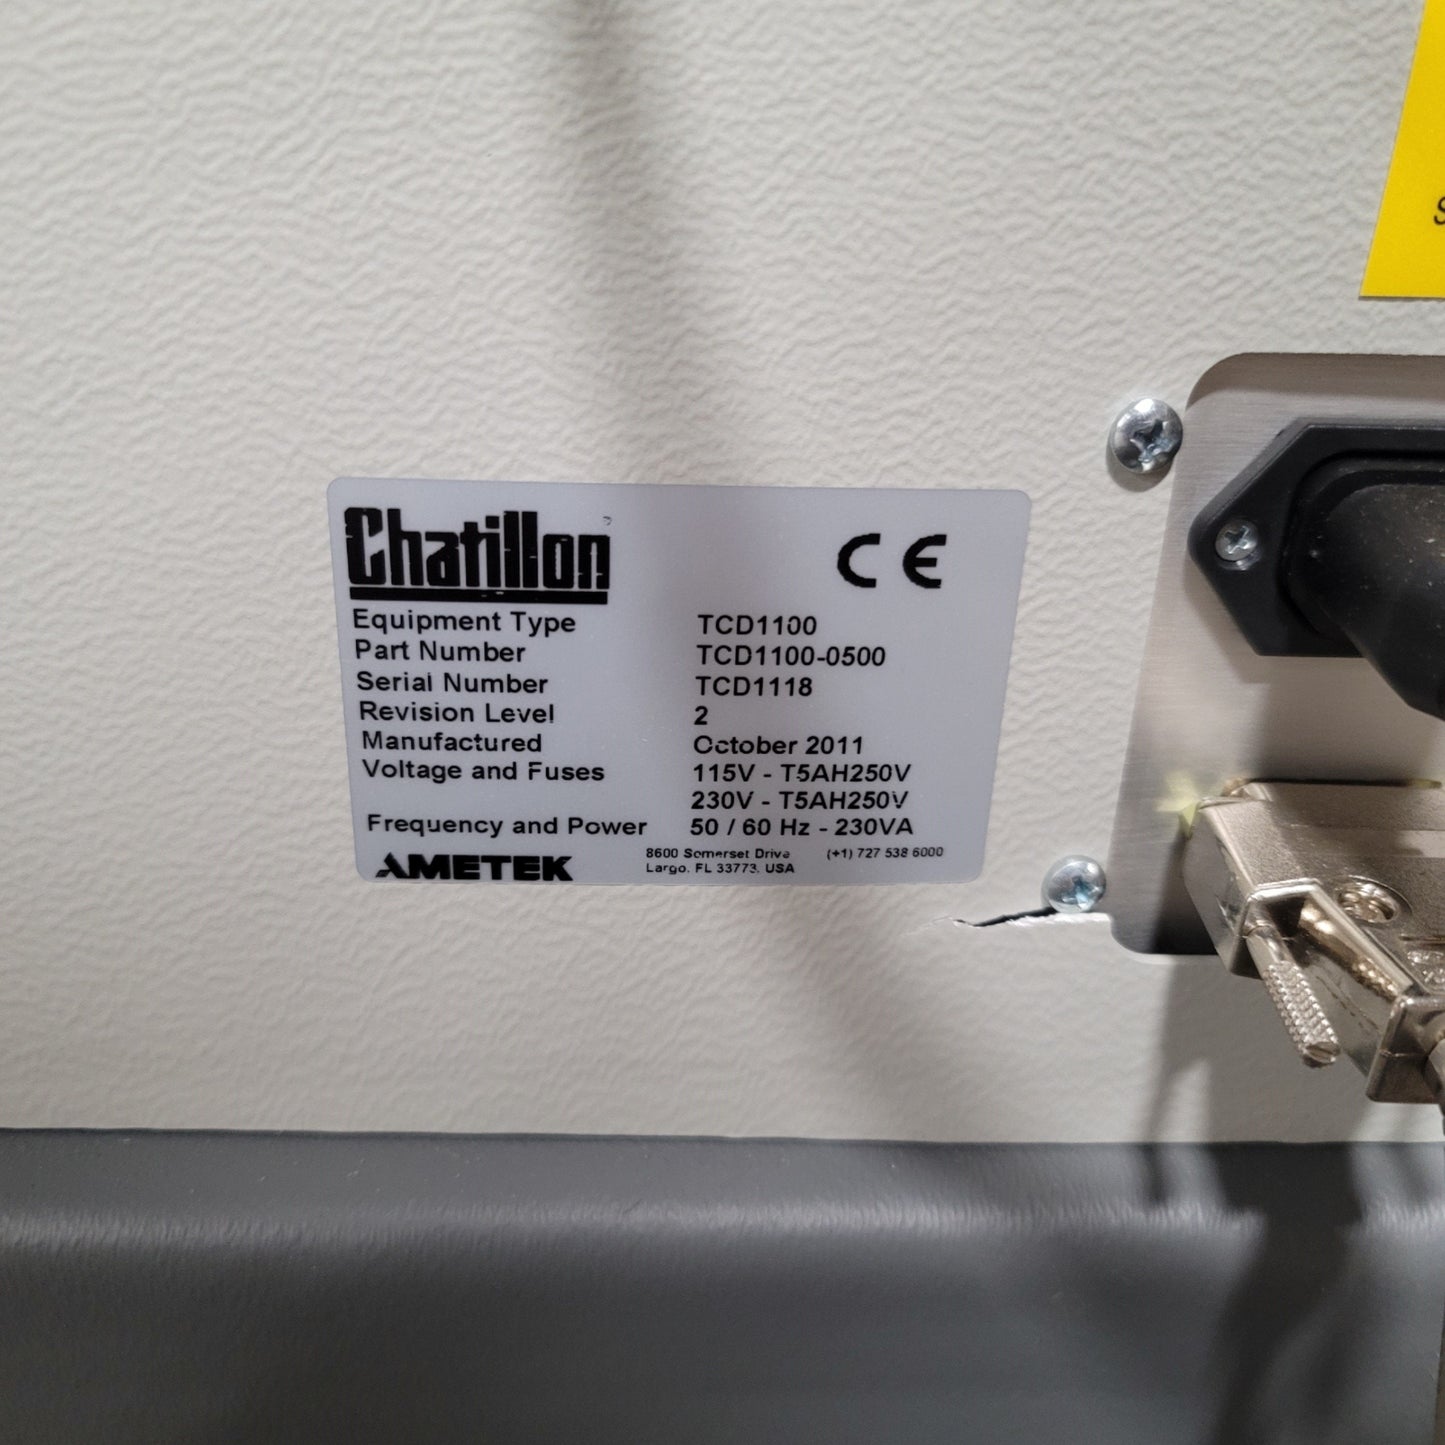 Chatillon
CE
Equipment Type TCD1100
Part Number TCD1100-0500
Serial Number TCD1118
Revision Level 2
Manufactured October 2011
Voltage and Fuses 115V - T5AH250V
230V - T5AH250V
Frequency and Power 50 / 60 Hz - 230VA
AMETEK
8600 Somerset Drive (+1) 727 538 6000
Largo, FL 33773, USA